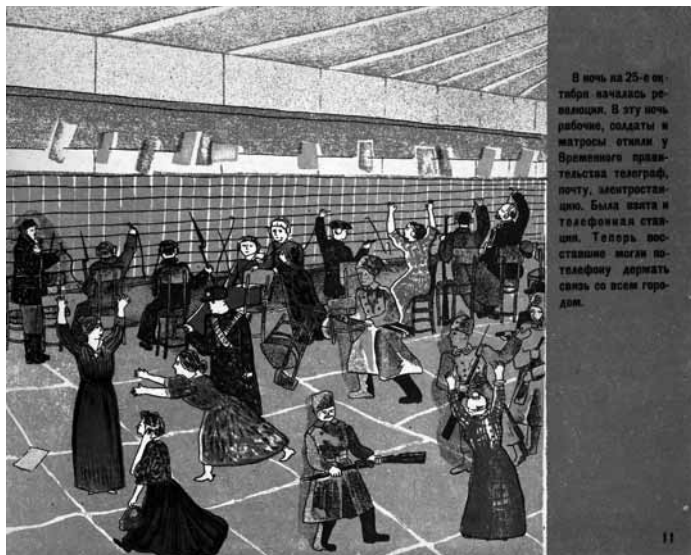 В ночь на 25-е ок-
тября началась ре-
волюция. В эту ночь
рабочие, солдаты и
матросы отняли у
Временного прави-
тельства телеграф,
почту, электростан-
цию. Была взята и
телефонная стан-
ция. Теперь вос-
ставшие могли по
телефону держать
связь со всем горо-
дом.
11